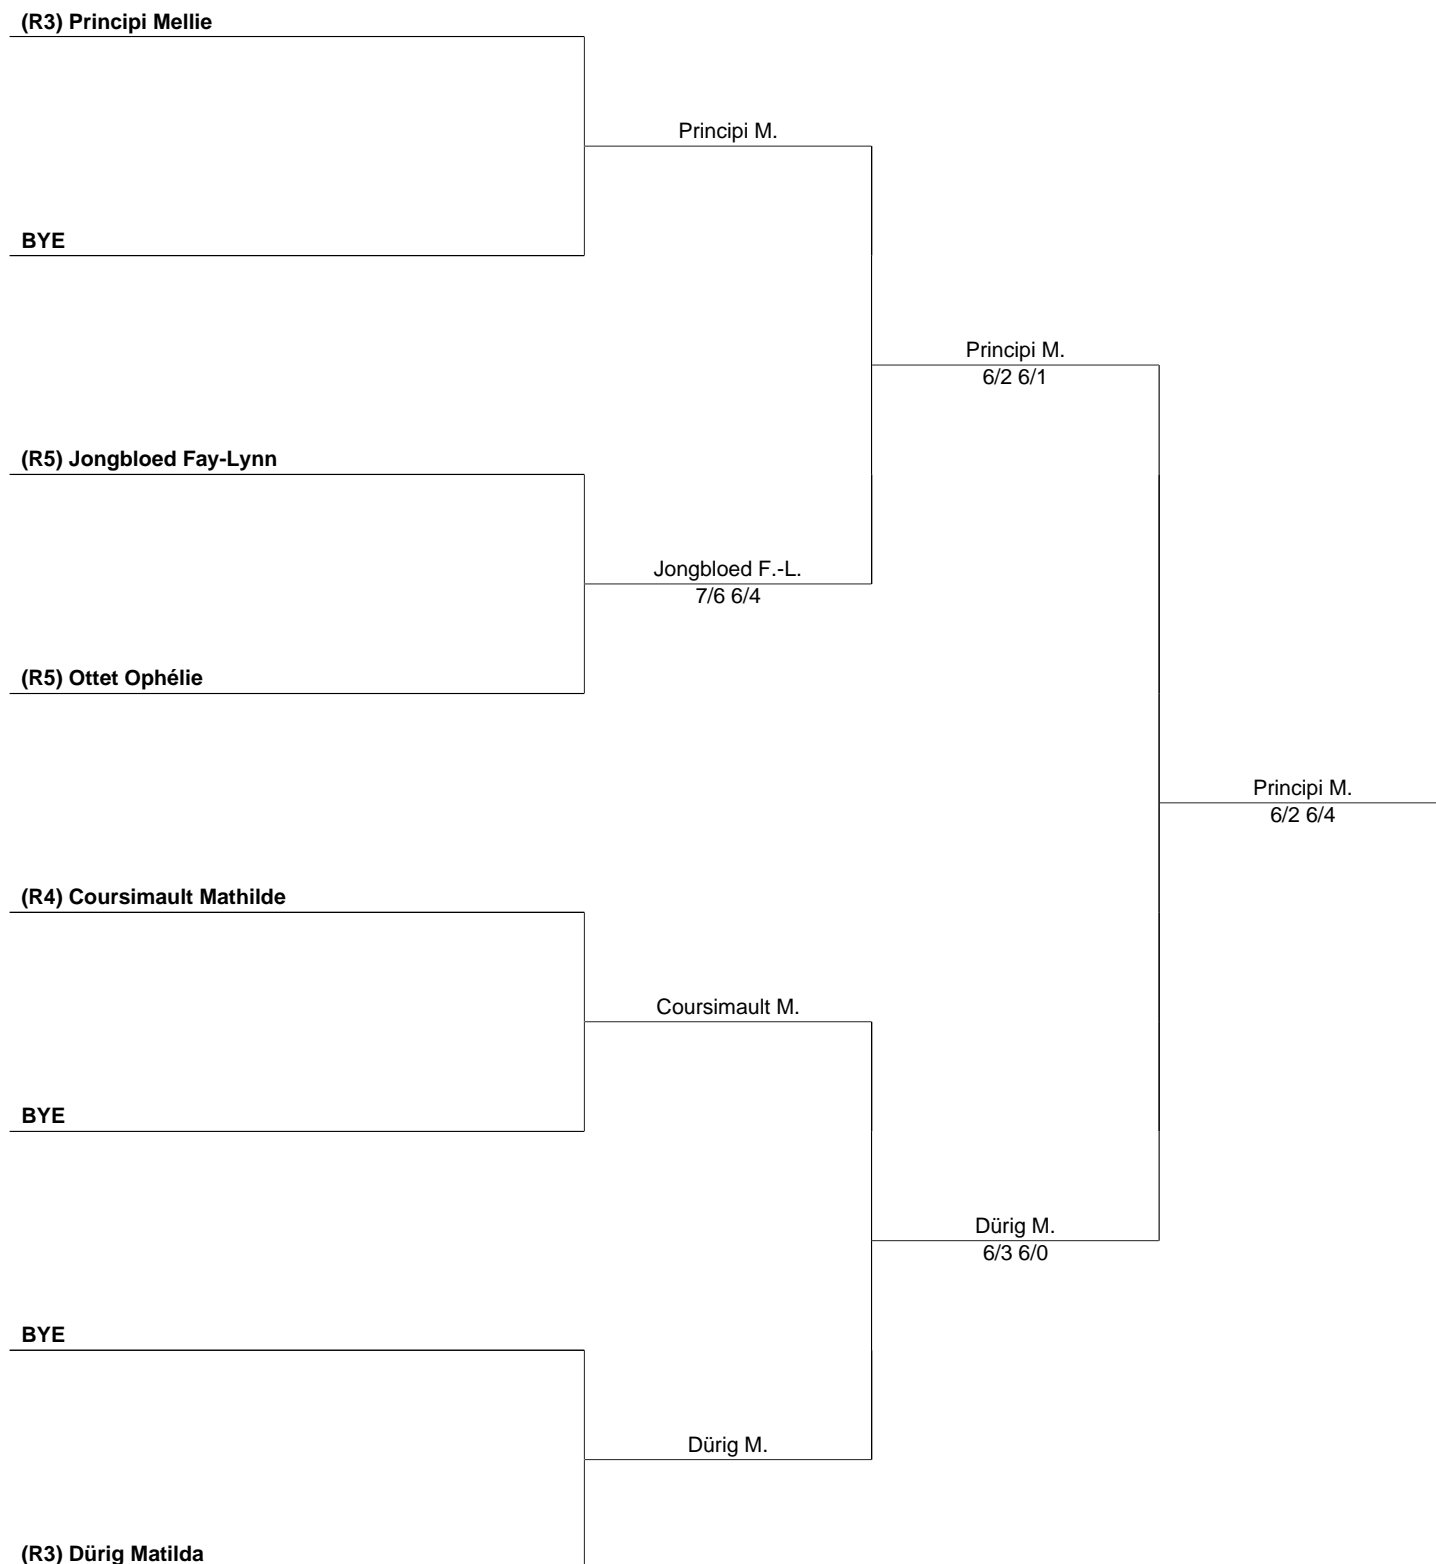 (R3) Principi Mellie
Principi M.
BYE
Principi M.
6/2 6/1
(R5) Jongbloed Fay-Lynn
Jongbloed F.-L.
7/6 6/4
(R5) Ottet Ophélie
Principi M.
6/2 6/4
(R4) Coursimault Mathilde
Coursimault M.
BYE
Dürig M.
6/3 6/0
BYE
Dürig M.
(R3) Dürig Matilda